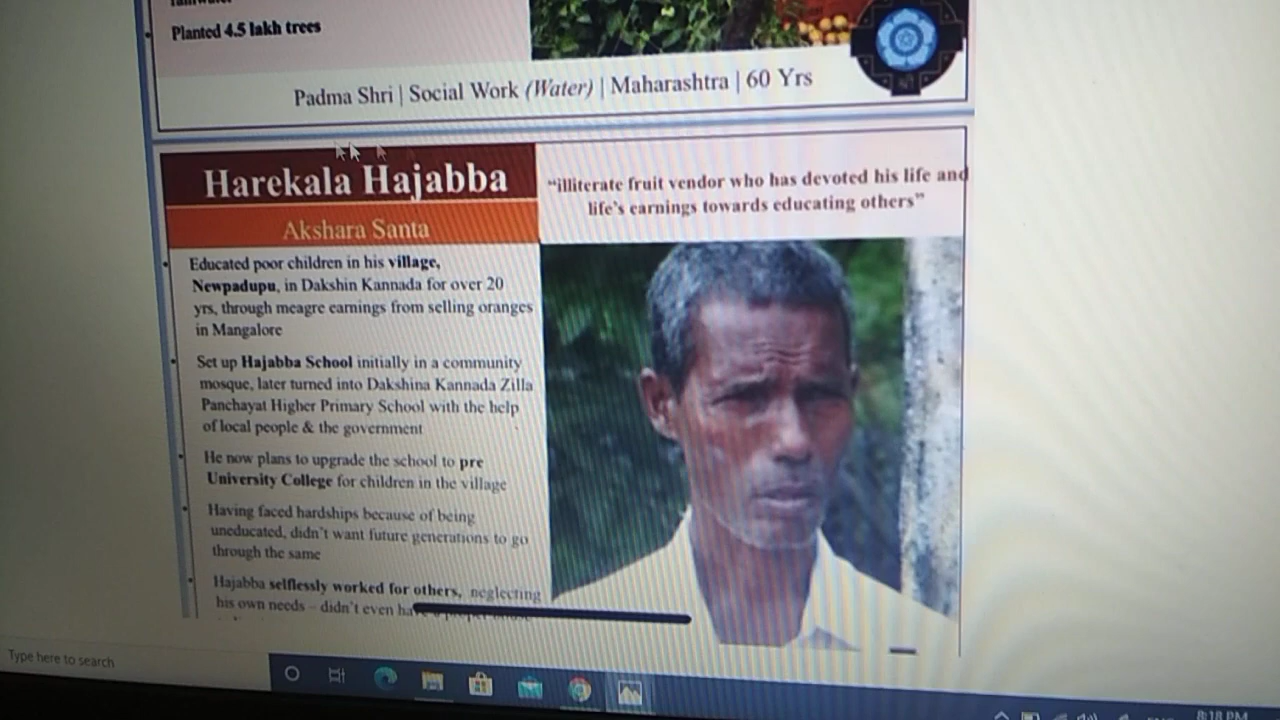 Planted 4.5 lakh trees
Padma Shri | Social Work (Water) | Maharashtra | 60 Yrs
Harekala Hajabba
Akshara Santa
"illiterate fruit vendor who has devoted his life and
life's earnings towards educating others"
Educated poor children in his village,
Newpadupu, in Dakshin Kannada for over 20
yrs, through meagre earnings from selling oranges
in Mangalore
Set up Hajabba School initially in a community
mosque, later turned into Dakshina Kannada Zilla
Panchayat Higher Primary School with the help
of local people & the government
He now plans to upgrade the school to pre
University College for children in the village
Having faced hardships because of being
uneducated, didn't want future generations to go
through the same
Hajabba selflessly worked for others, neglecting
his own needs – didn't even
Type here to search
8:18 PM